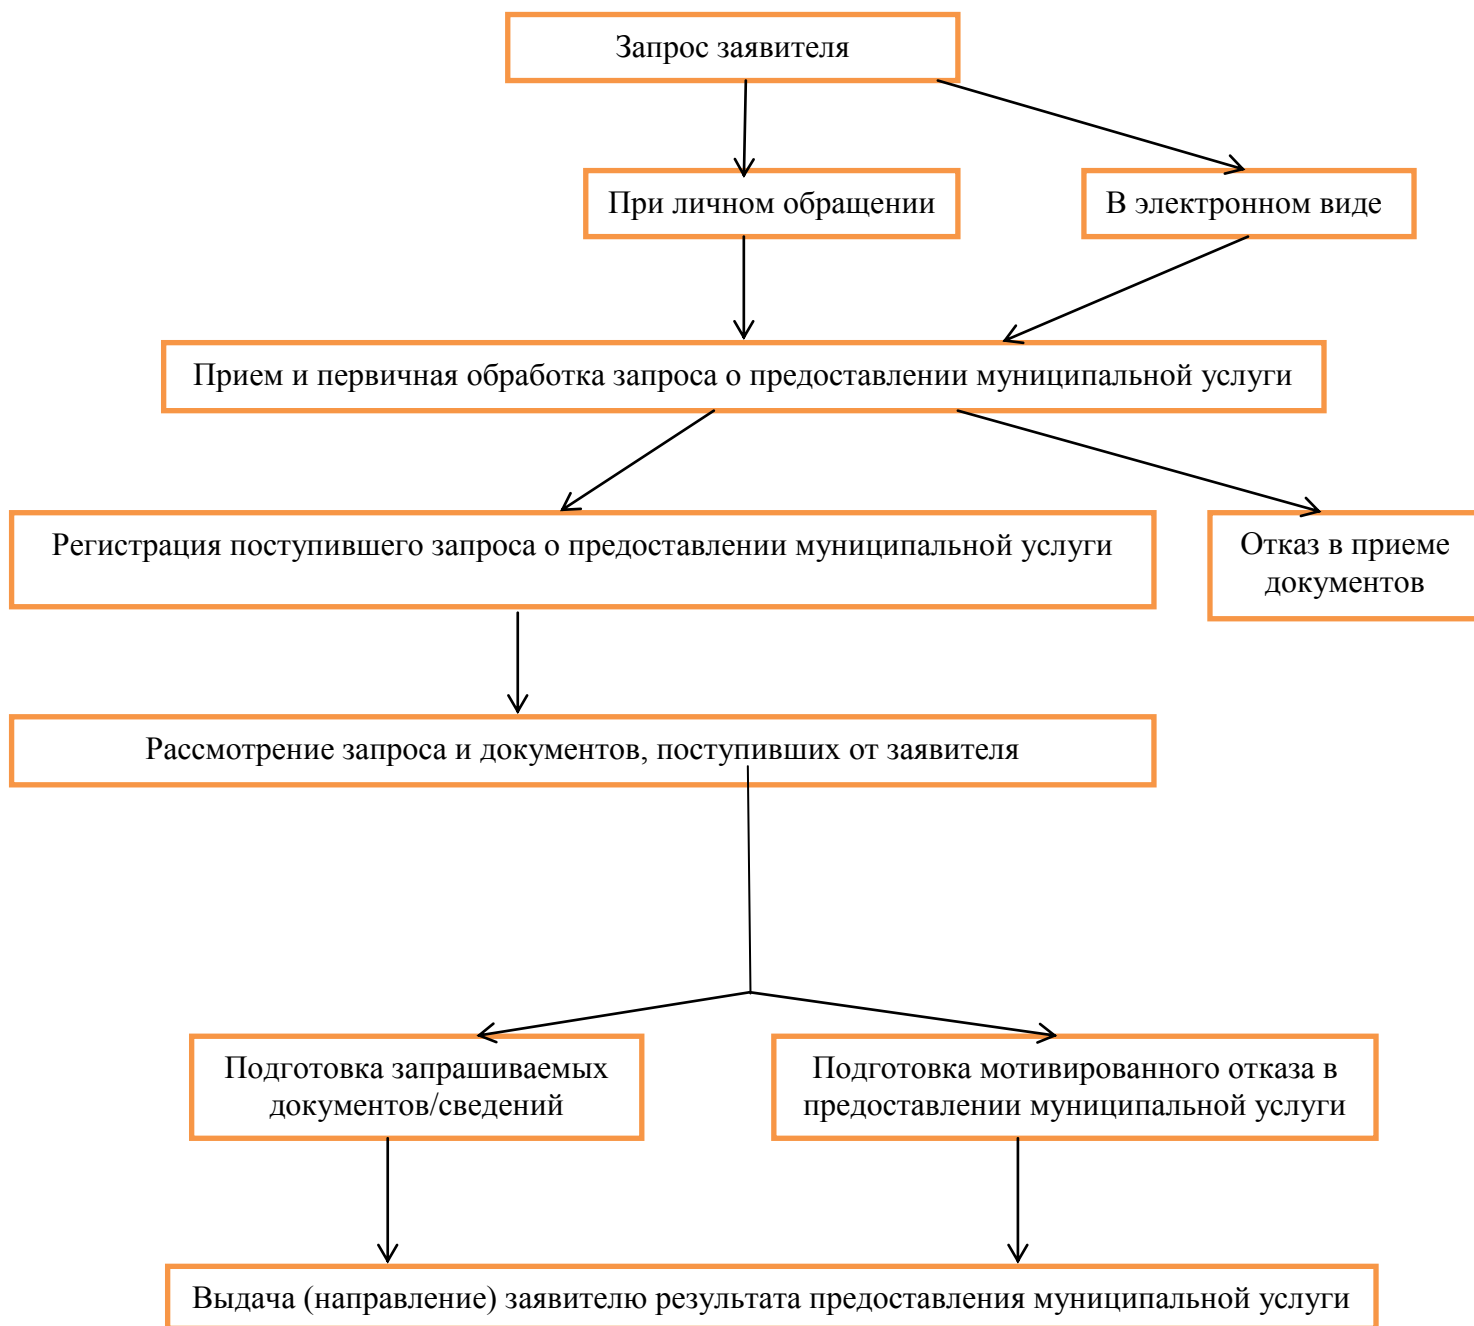 Запрос заявителя
При личном обращении
В электронном виде
Прием и первичная обработка запроса о предоставлении муниципальной услуги
Регистрация поступившего запроса о предоставлении муниципальной услуги
Отказ в приеме
документов
Рассмотрение запроса и документов, поступивших от заявителя
Подготовка запрашиваемых
документов/сведений
Подготовка мотивированного отказа в
предоставлении муниципальной услуги
Выдача (направление) заявителю результата предоставления муниципальной услуги